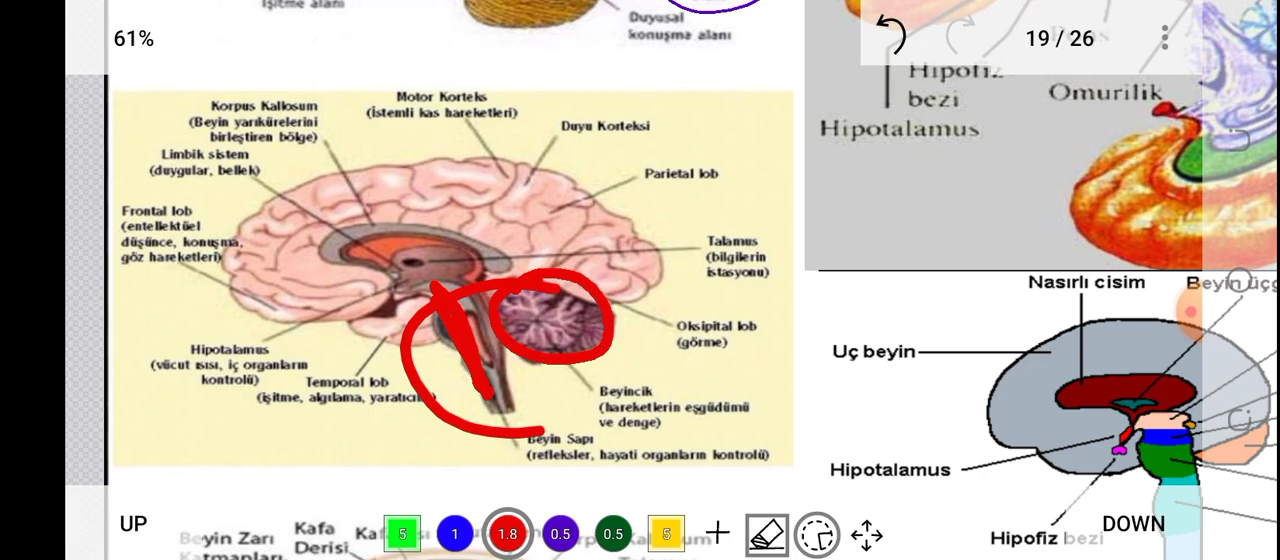 işitme alanı
Duyusal
konuşma alanı
61%
19 / 26
Korpus Kallosum
(Beyin yarıkürelerini
birleştiren bölge)
Motor Korteks
(İstemli kas hareketleri)
Duyu Korteksi
Limbik sistem
(duygular, bellek)
Parietal lob
Frontal lob
(entellektüel
düşünce, konuşma,
göz hareketleri)
Talamus
(bilgilerin
istasyonu)
Oksipital lob
(görme)
Hipotalamus
(vücut ısısı, iç organların
kontrolü)
Temporal lob
(işitme, algılama, yaratıcılık)
Beyincik
(hareketlerin eşgüdümü
ve denge)
Beyin Sapı
(refleksler, hayati organların kontrolü)
Hipofiz
bezi
Hipotalamus
Omurilik
Nasırlı cisim
Beyin üçg
Uç beyin
Hipotalamus
Hipofiz bezi
UP
DOWN
Beyin Zarı
Katmanları
Kafa
Derisi
5
1
1.8
0.5
0.5
5